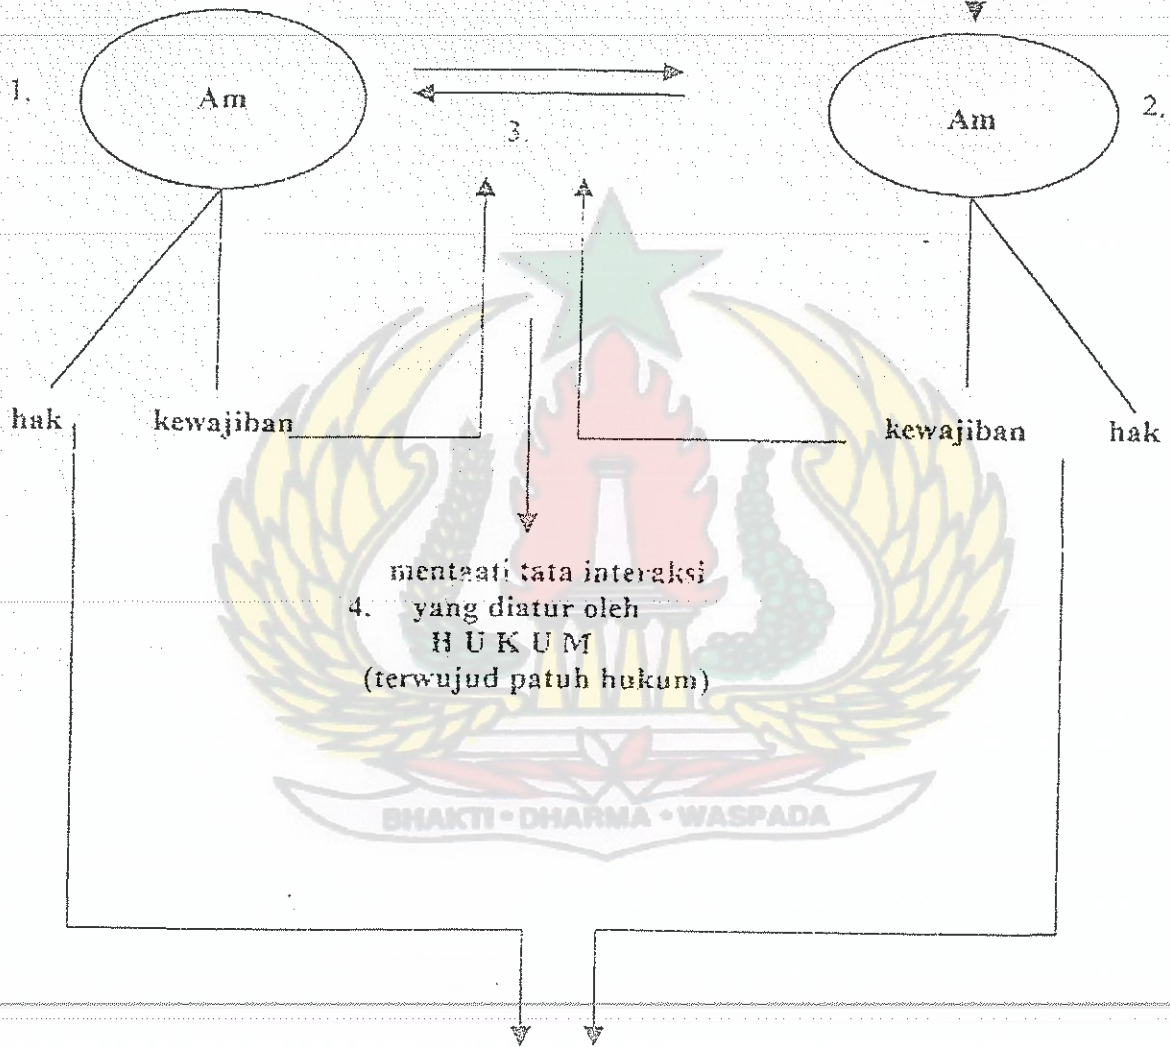 1.
Am
3.
Am
2.
hak
kewajiban
kewajiban
hak
mentaati tata interaksi
4. yang diatur oleh
H U K U M
(terwujud patuh hukum)
BHAKTI • DHARMA • WASPADA